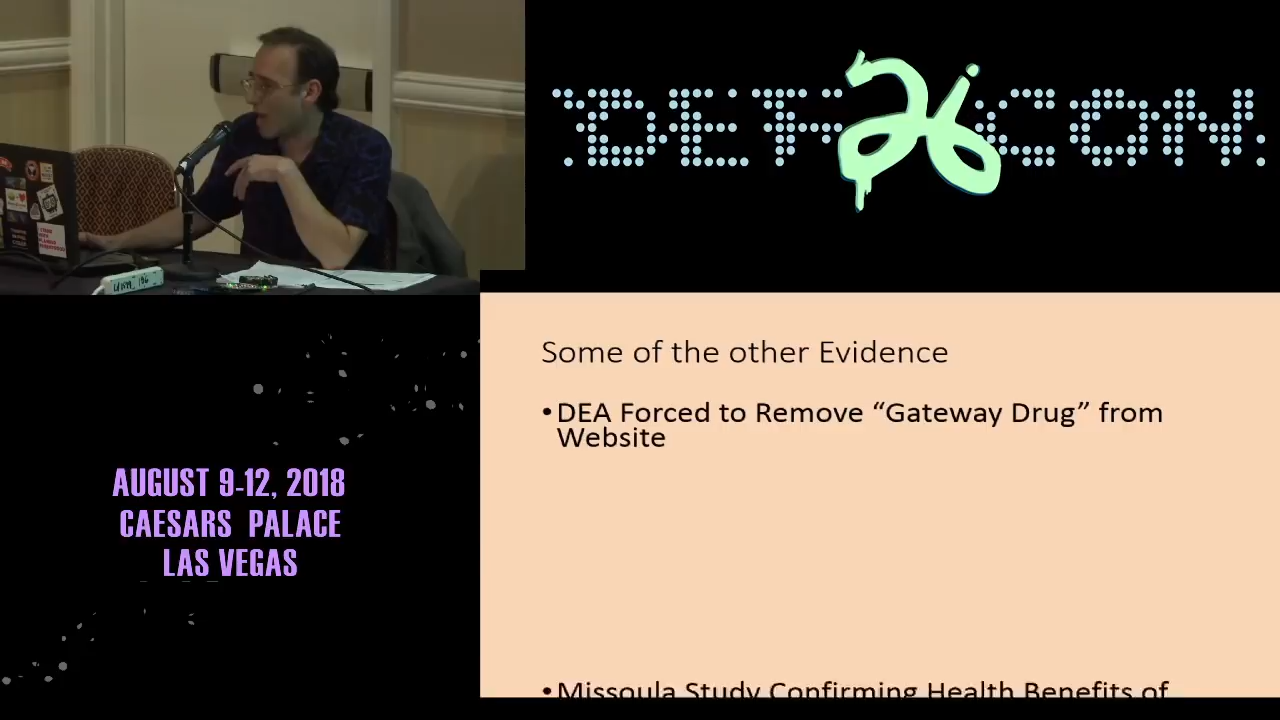 DEF 26 CON
Some of the other Evidence
•DEA Forced to Remove “Gateway Drug” from
Website
AUGUST 9-12, 2018
CAESARS PALACE
LAS VEGAS
•Missoula Study Confirming Health Benefits of